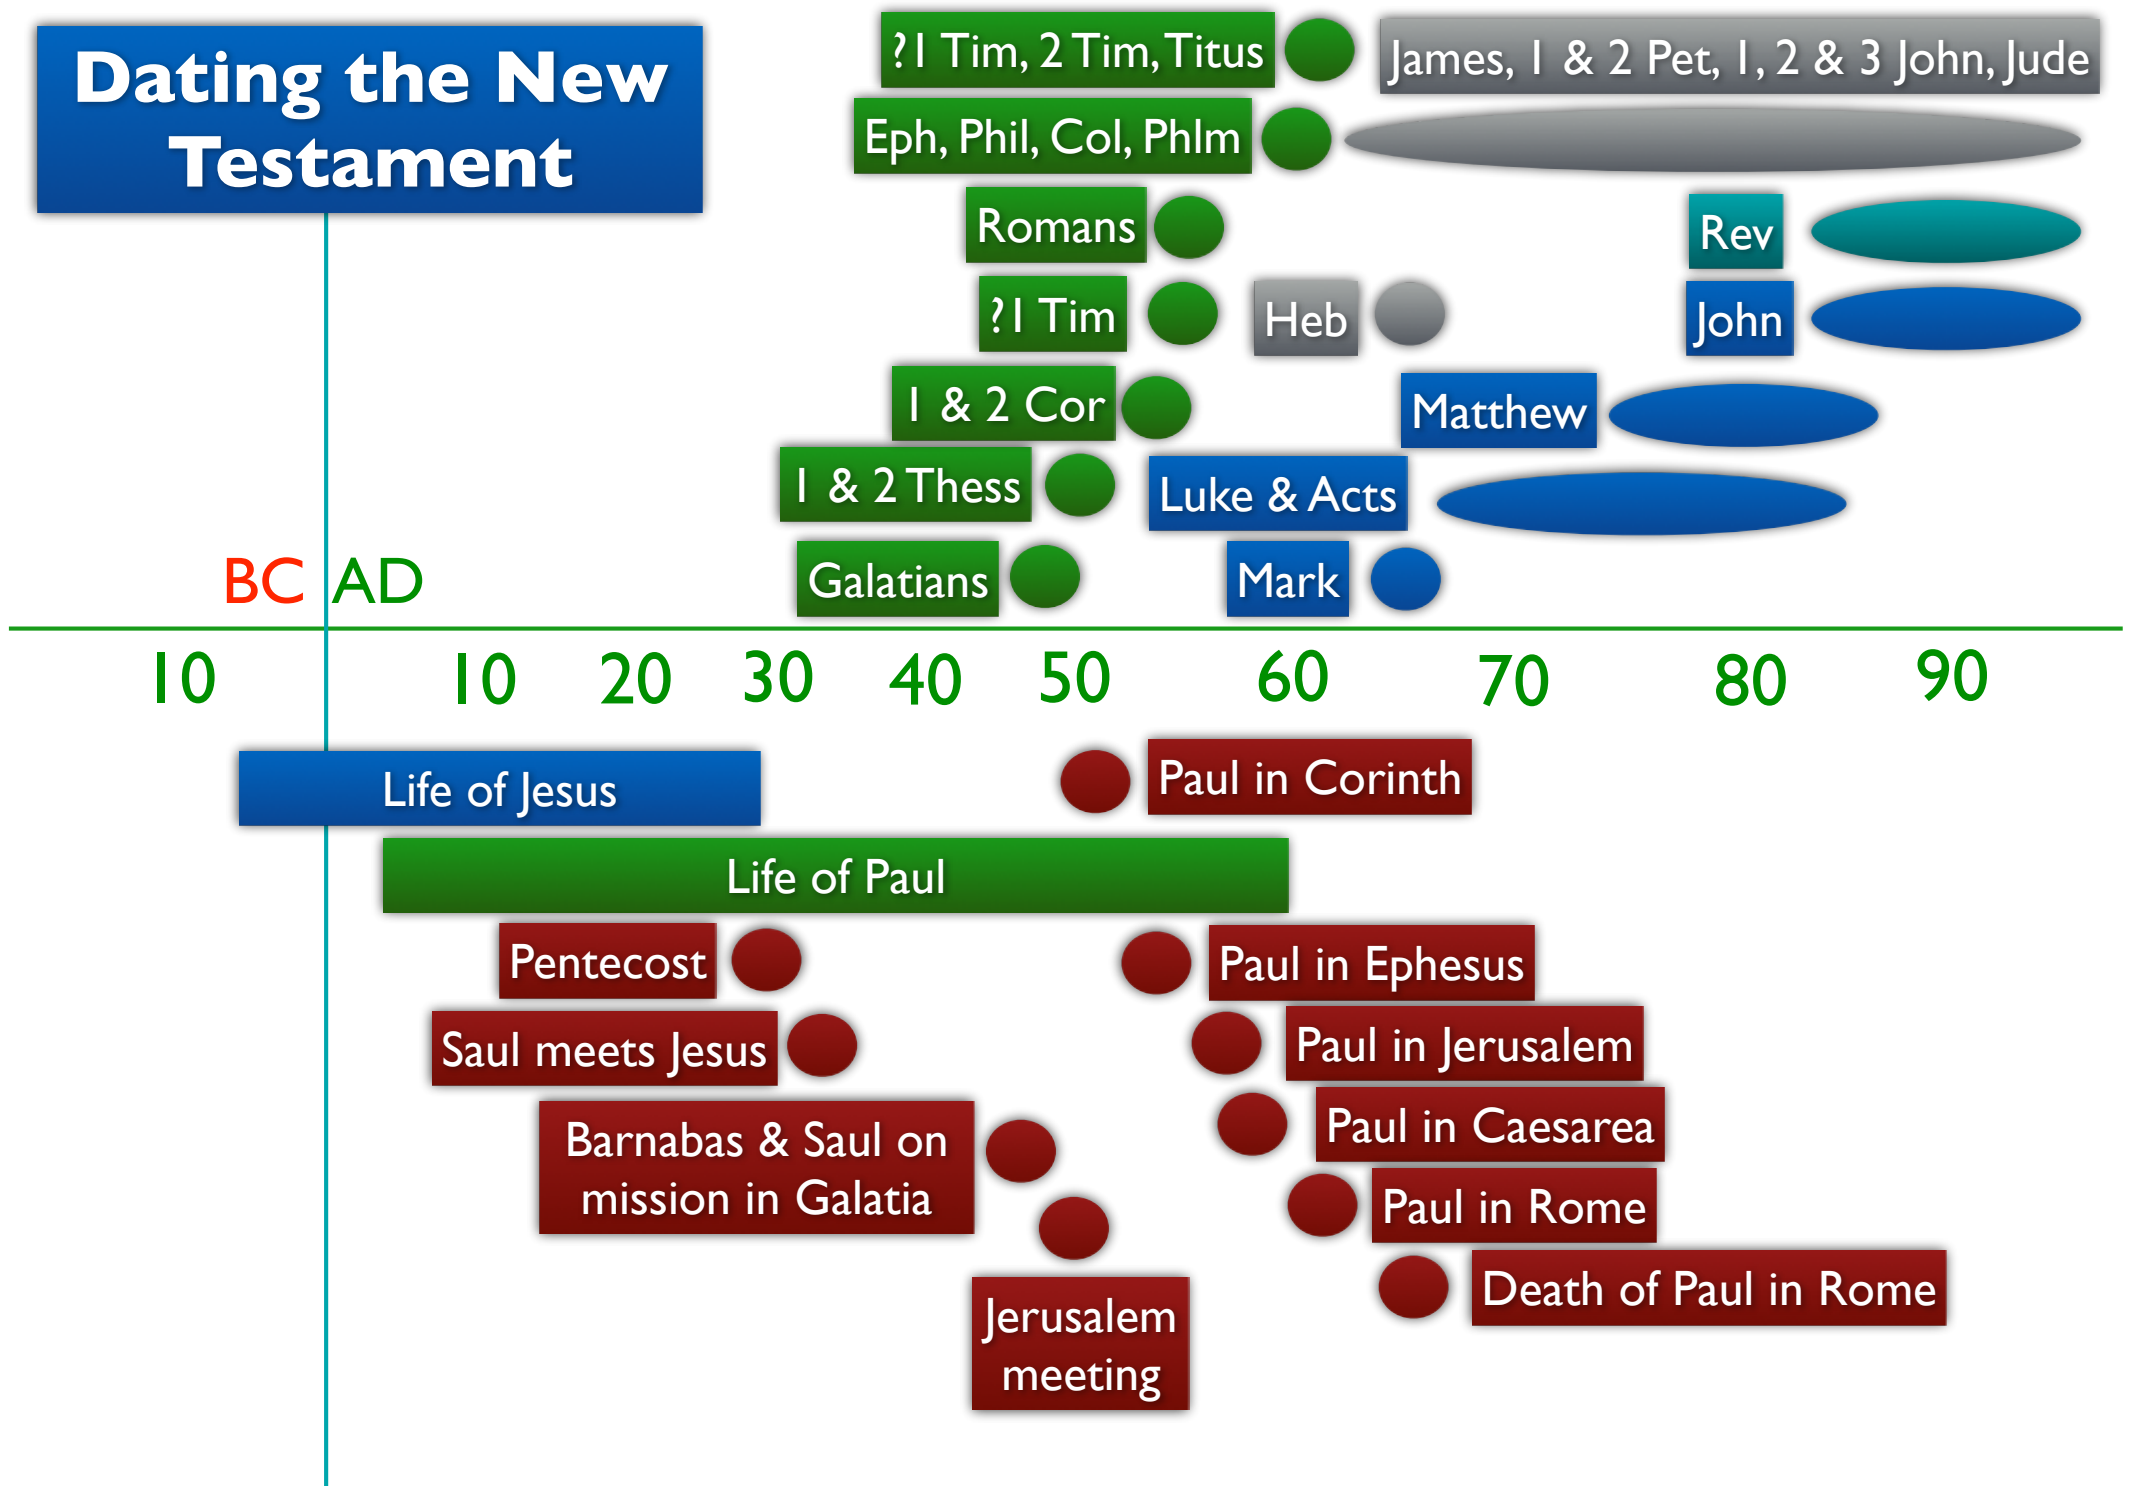 Dating the New
Testament
?1 Tim, 2 Tim, Titus
James, 1 & 2 Pet, 1, 2 & 3 John, Jude
Eph, Phil, Col, Phlm
Romans
Rev
?1 Tim
Heb
John
1 & 2 Cor
Matthew
1 & 2 Thess
Luke & Acts
BC AD
Galatians
Mark
10 10 20 30 40 50 60 70 80 90
Life of Jesus
Paul in Corinth
Life of Paul
Pentecost
Paul in Ephesus
Saul meets Jesus
Paul in Jerusalem
Barnabas & Saul on
mission in Galatia
Paul in Caesarea
Paul in Rome
Death of Paul in Rome
Jerusalem
meeting